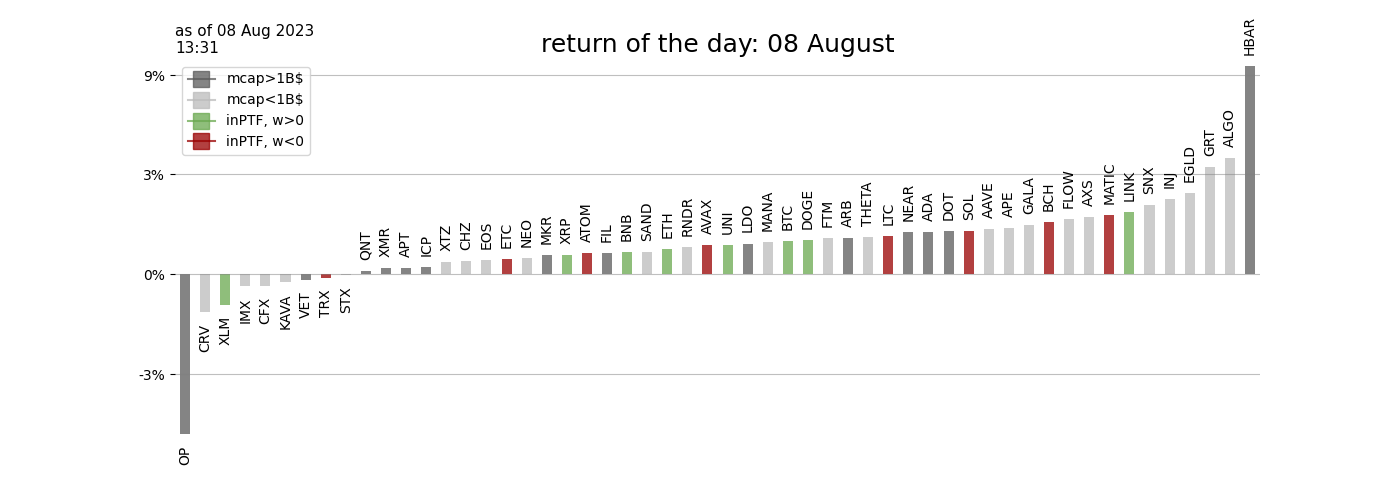 as of 08 Aug 2023
13:31
return of the day: 08 August
mcap>1B$
mcap<1B$
inPTF, w>0
inPTF, w<0
9%
3%
0%
-3%
OP
CRV
XLM
IMX
CFX
KAVA
VET
TRX
STX
QNT
XMR
APT
ICP
XTZ
CHZ
EOS
ETC
NEO
MKR
XRP
ATOM
FIL
BNB
SAND
ETH
RNDR
AVAX
UNI
LDO
MANA
BTC
DOGE
FTM
ARB
THETA
LTC
NEAR
ADA
DOT
SOL
AAVE
APE
GALA
BCH
FLOW
AXS
MATIC
LINK
SNX
INJ
EGLD
GRT
ALGO
HBAR